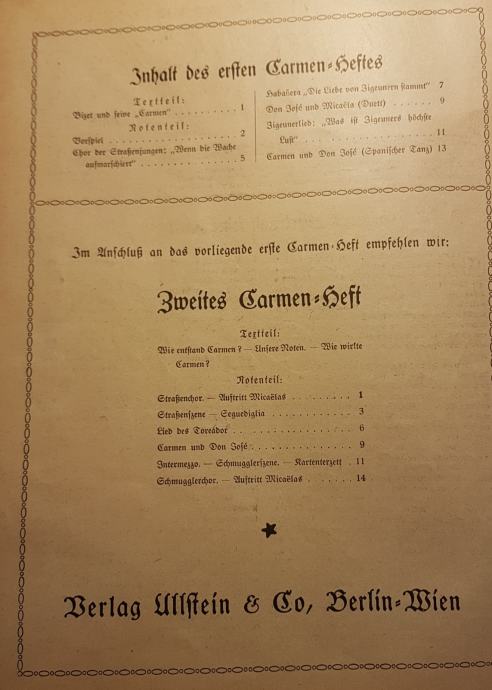 Inhalt des ersten Carmen-Heftes
Textteil:
Bizet und seine „Carmen“ . . . . . . . . . . 1
Notenteil:
Vorspiel . . . . . . . . . . . . . . . . . . 2
Chor der Straßenjungen: „Wenn die Wache
aufmarschiert“ . . . . . . . . . . . . . 5
Habañera „Die Liebe von Zigeunern stammt“ 7
Don José und Micaëla (Duett) . . . . . . 9
Zigeunerlied: „Was ist Zigeuners höchste
Lust“ . . . . . . . . . . . . . . . . . 11
Carmen und Don José (Spanischer Tanz) 13
Im Anschluß an das vorliegende erste Carmen-Heft empfehlen wir:
Zweites Carmen-Heft
Textteil:
Wie entstand Carmen? — Unsere Noten. — Wie wirkte
Carmen?
Notenteil:
Straßenchor. — Auftritt Micaëlas . . . . . . . . 1
Straßenszene — Seguediglia . . . . . . . . . . 3
Lied des Toreador . . . . . . . . . . . . . . . 6
Carmen und Don José . . . . . . . . . . . . . 9
Intermezzo. — Schmugglerszene. — Kartenterzett . 11
Schmugglerchor. — Auftritt Micaëlas . . . . . . 14
Verlag Ullstein & Co, Berlin-Wien